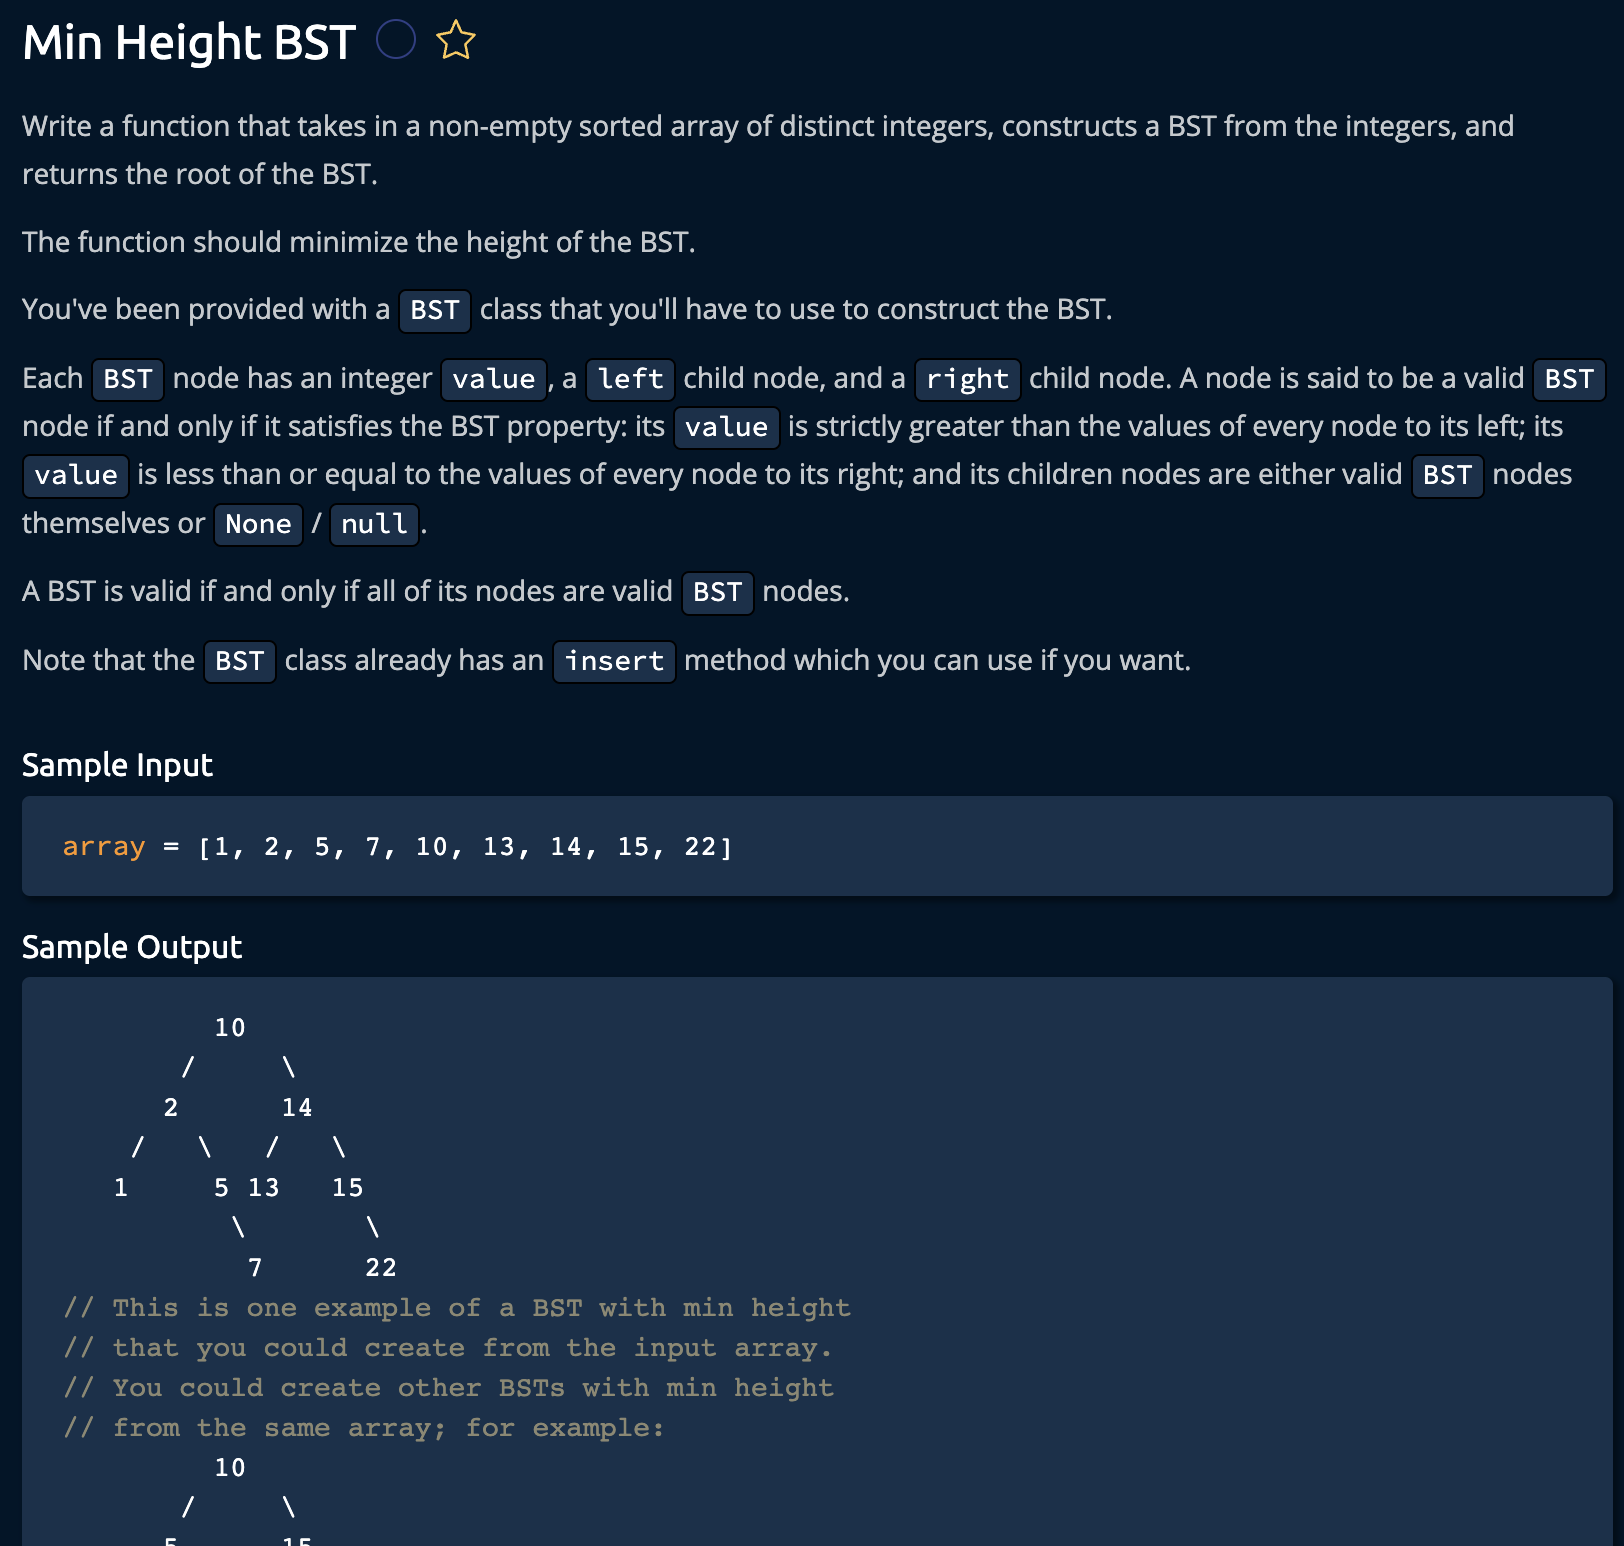 Min Height BST
Write a function that takes in a non-empty sorted array of distinct integers, constructs a BST from the integers, and
returns the root of the BST.
The function should minimize the height of the BST.
You've been provided with a BST class that you'll have to use to construct the BST.
Each BST node has an integer value, a left child node, and a right child node. A node is said to be a valid BST
node if and only if it satisfies the BST property: its value is strictly greater than the values of every node to its left; its
value is less than or equal to the values of every node to its right; and its children nodes are either valid BST nodes
themselves or None / null.
A BST is valid if and only if all of its nodes are valid BST nodes.
Note that the BST class already has an insert method which you can use if you want.
Sample Input
array = [1, 2, 5, 7, 10, 13, 14, 15, 22]
Sample Output
10
/ \
2 14
/ \ / \
1 5 13 15
\ \
7 22
// This is one example of a BST with min height
// that you could create from the input array.
// You could create other BSTs with min height
// from the same array; for example:
10
/ \
5 15